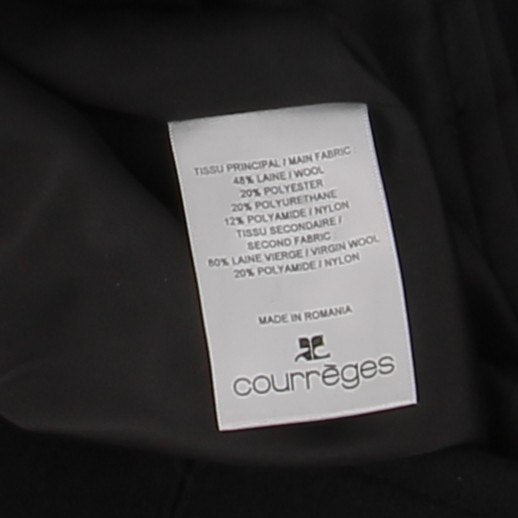 TISSU PRINCIPAL / MAIN FABRIC :
48% LAINE / WOOL
20% POLYESTER
20% POLYURETHANE
12% POLYAMIDE / NYLON
TISSU SECONDAIRE /
SECOND FABRIC
80% LAINE VIERGE / VIRGIN WOOL
20% POLYAMIDE / NYLON
MADE IN ROMANIA
courrèges